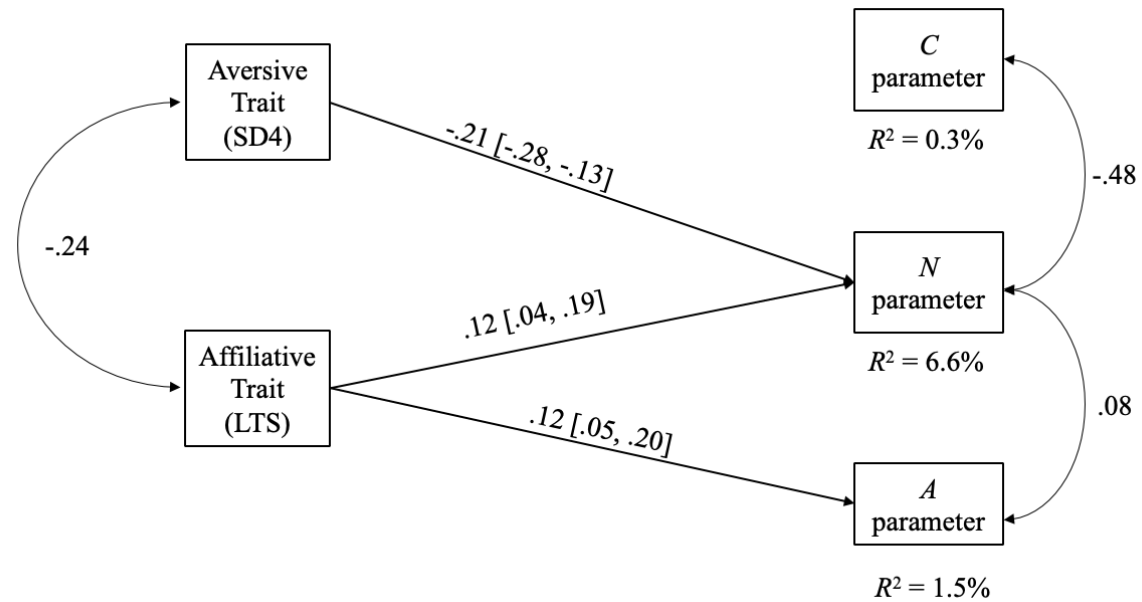 Aversive
Trait
(SD4)
Affiliative
Trait
(LTS)
-.24
-.21 [-.28, -.13]
.12 [.04, .19]
.12 [.05, .20]
C
parameter
R² = 0.3%
N
parameter
R² = 6.6%
A
parameter
R² = 1.5%
-.48
.08